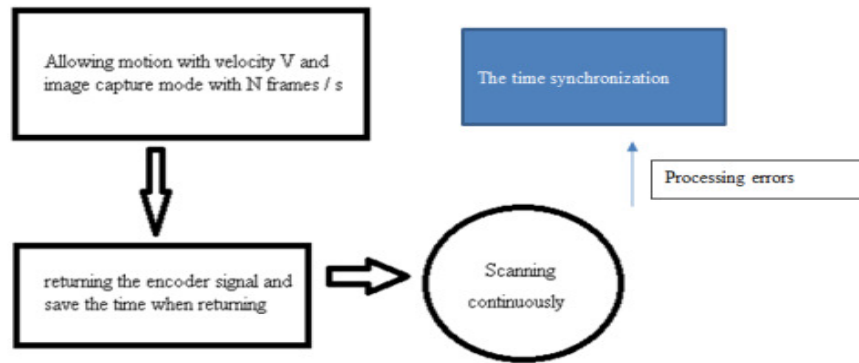 Allowing motion with velocity V and
image capture mode with N frames / s
The time synchronization
Processing errors
returning the encoder signal and
save the time when returning
Scanning
continuously